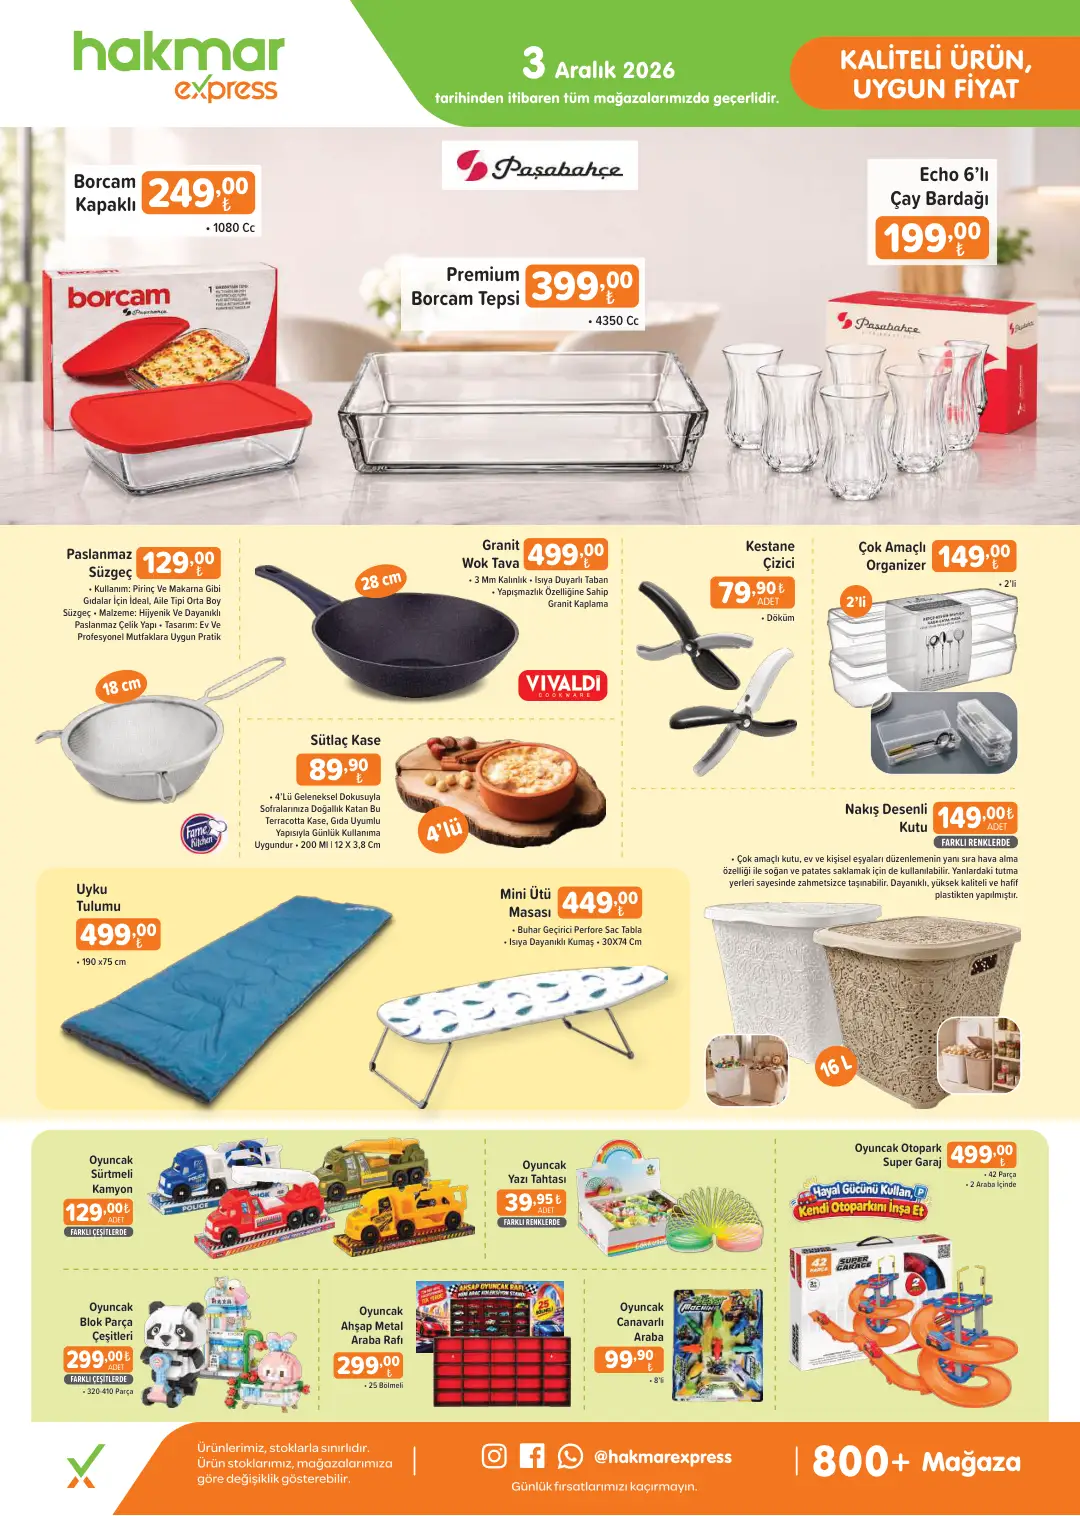 hakmar
express
3 Aralık 2026
tarihinden itibaren tüm mağazalarımızda geçerlidir.
KALİTELİ ÜRÜN,
UYGUN FİYAT
Borcam
Kapaklı
249,00 ₺
• 1080 Cc
Paşabahçe
Echo 6'lı
Çay Bardağı
199,00 ₺
Premium
Borcam Tepsi
399,00 ₺
• 4350 Cc
borcam
Paşabahçe
Paşabahçe
Paslanmaz
Süzgeç
129,00 ₺
• Kullanım: Pirinç Ve Makarna Gibi
Gıdalar İçin İdeal, Aile Tipi Orta Boy
Süzgeç • Malzeme: Hijyenik Ve Dayanıklı
Paslanmaz Çelik Yapı • Tasarım: Ev Ve
Profesyonel Mutfaklara Uygun Pratik
18 cm
Fame
Kitchen
Granit
Wok Tava
499,00 ₺
• 3 Mm Kalınlık • Isıya Duyarlı Taban
• Yapışmazlık Özelliğine Sahip
Granit Kaplama
28 cm
VIVALDI
COOKWARE
Sütlaç Kase
89,90 ₺
• 4'Lü Geleneksel Dokusuyla
Sofralarınıza Doğallık Katan Bu
Terracotta Kase, Gıda Uyumlu
Yapısıyla Günlük Kullanıma
Uygundur • 200 Ml | 12 X 3,8 Cm
4'lü
Kestane
Çizici
79,90 ₺
ADET
• Döküm
Çok Amaçlı
Organizer
149,00 ₺
• 2'li
2'li
Nakış Desenli
Kutu
149,00 ₺
ADET
FARKLI RENKLERDE
• Çok amaçlı kutu, ev ve kişisel eşyaları düzenlemenin yanı sıra hava alma
özelliği ile soğan ve patates saklamak için de kullanılabilir. Yanlardaki tutma
yerleri sayesinde zahmetsizce taşınabilir. Dayanıklı, yüksek kaliteli ve hafif
plastikten yapılmıştır.
16 L
Uyku
Tulumu
499,00 ₺
• 190 x75 cm
Mini Ütü
Masası
449,00 ₺
• Buhar Geçirici Perfore Sac Tabla
• Isıya Dayanıklı Kumaş • 30X74 Cm
Oyuncak
Sürtmeli
Kamyon
129,00 ₺
ADET
FARKLI ÇEŞİTLERDE
POLICE
Oyuncak
Yazı Tahtası
39,95 ₺
ADET
FARKLI RENKLERDE
Oyuncak Otopark
Super Garaj
499,00 ₺
• 42 Parça
• 2 Araba İçinde
Hayal Gücünü Kullan,
Kendi Otoparkını İnşa Et
42
PARÇA
SUPER
GARAGE
2
Oyuncak
Blok Parça
Çeşitleri
299,00 ₺
ADET
FARKLI ÇEŞİTLERDE
• 320-410 Parça
Oyuncak
Ahşap Metal
Araba Rafı
299,00 ₺
• 25 Bölmeli
AHŞAP OYUNCAK RAFI
25
Oyuncak
Canavarlı
Araba
99,90 ₺
• 8'li
Ürünlerimiz, stoklarla sınırlıdır.
Ürün stoklarımız, mağazalarımıza
göre değişiklik gösterebilir.
@hakmarexpress
Günlük fırsatlarımızı kaçırmayın.
800+ Mağaza